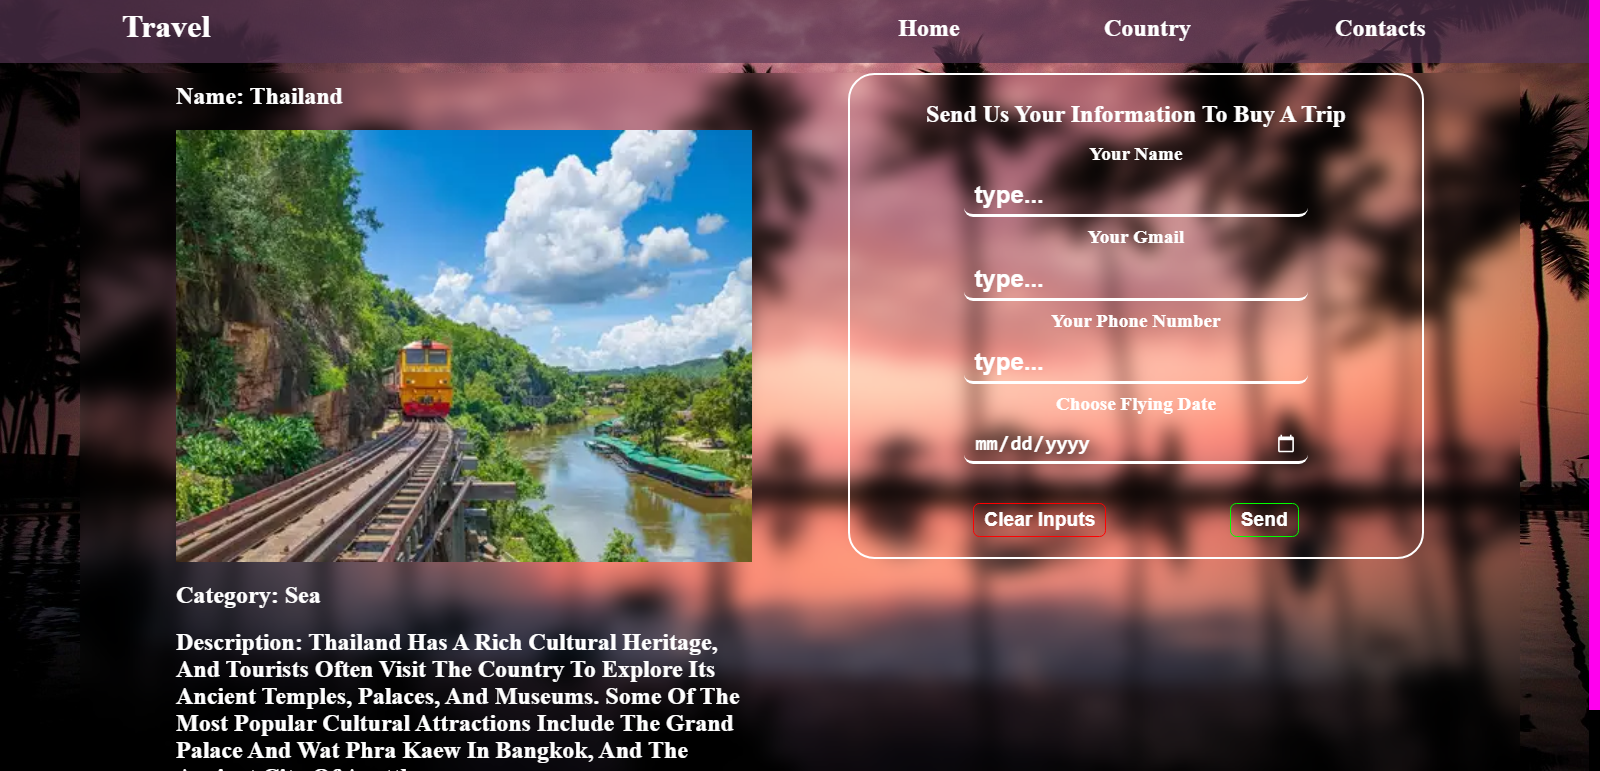 Travel
Home
Country
Contacts
Name: Thailand
Category: Sea
Description: Thailand Has A Rich Cultural Heritage,
And Tourists Often Visit The Country To Explore Its
Ancient Temples, Palaces, And Museums. Some Of The
Most Popular Cultural Attractions Include The Grand
Palace And Wat Phra Kaew In Bangkok, And The
Send Us Your Information To Buy A Trip
Your Name
type...
Your Gmail
type...
Your Phone Number
type...
Choose Flying Date
mm/dd/yyyy
Clear Inputs
Send